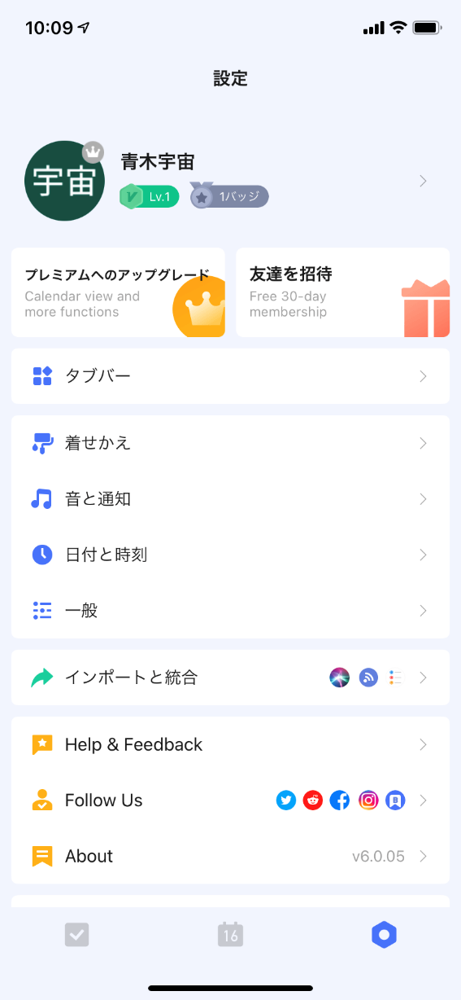 10:09
設定
宇宙
青木宇宙
Lv.1
1バッジ
プレミアムへのアップグレード
Calendar view and
more functions
友達を招待
Free 30-day
membership
タブバー
着せかえ
音と通知
日付と時刻
一般
インポートと統合
Help & Feedback
Follow Us
About
v6.0.05
16